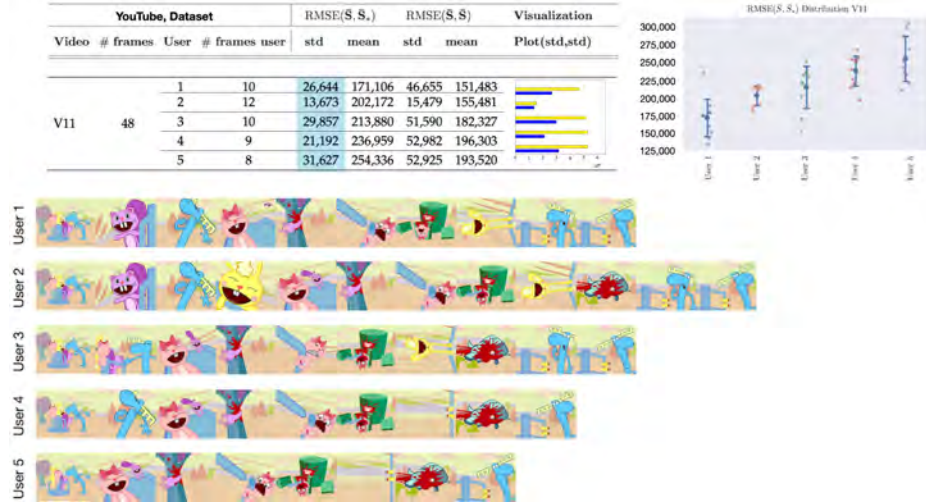 YouTube, Dataset RMSE(S̄, S̄*) RMSE(S̄, S̄) Visualization
Video # frames User # frames user std mean std mean Plot(std,std)
1 10 26,644 171,106 46,655 151,483
2 12 13,673 202,172 15,479 155,481
V11 48 3 10 29,857 213,880 51,590 182,327
4 9 21,192 236,959 52,982 196,303
5 8 31,627 254,336 52,925 193,520
RMSE(S̄, S̄*) Distribution V11
300,000
275,000
250,000
225,000
200,000
175,000
150,000
125,000
User 1 User 2 User 3 User 4 User 5
User 1
User 2
User 3
User 4
User 5